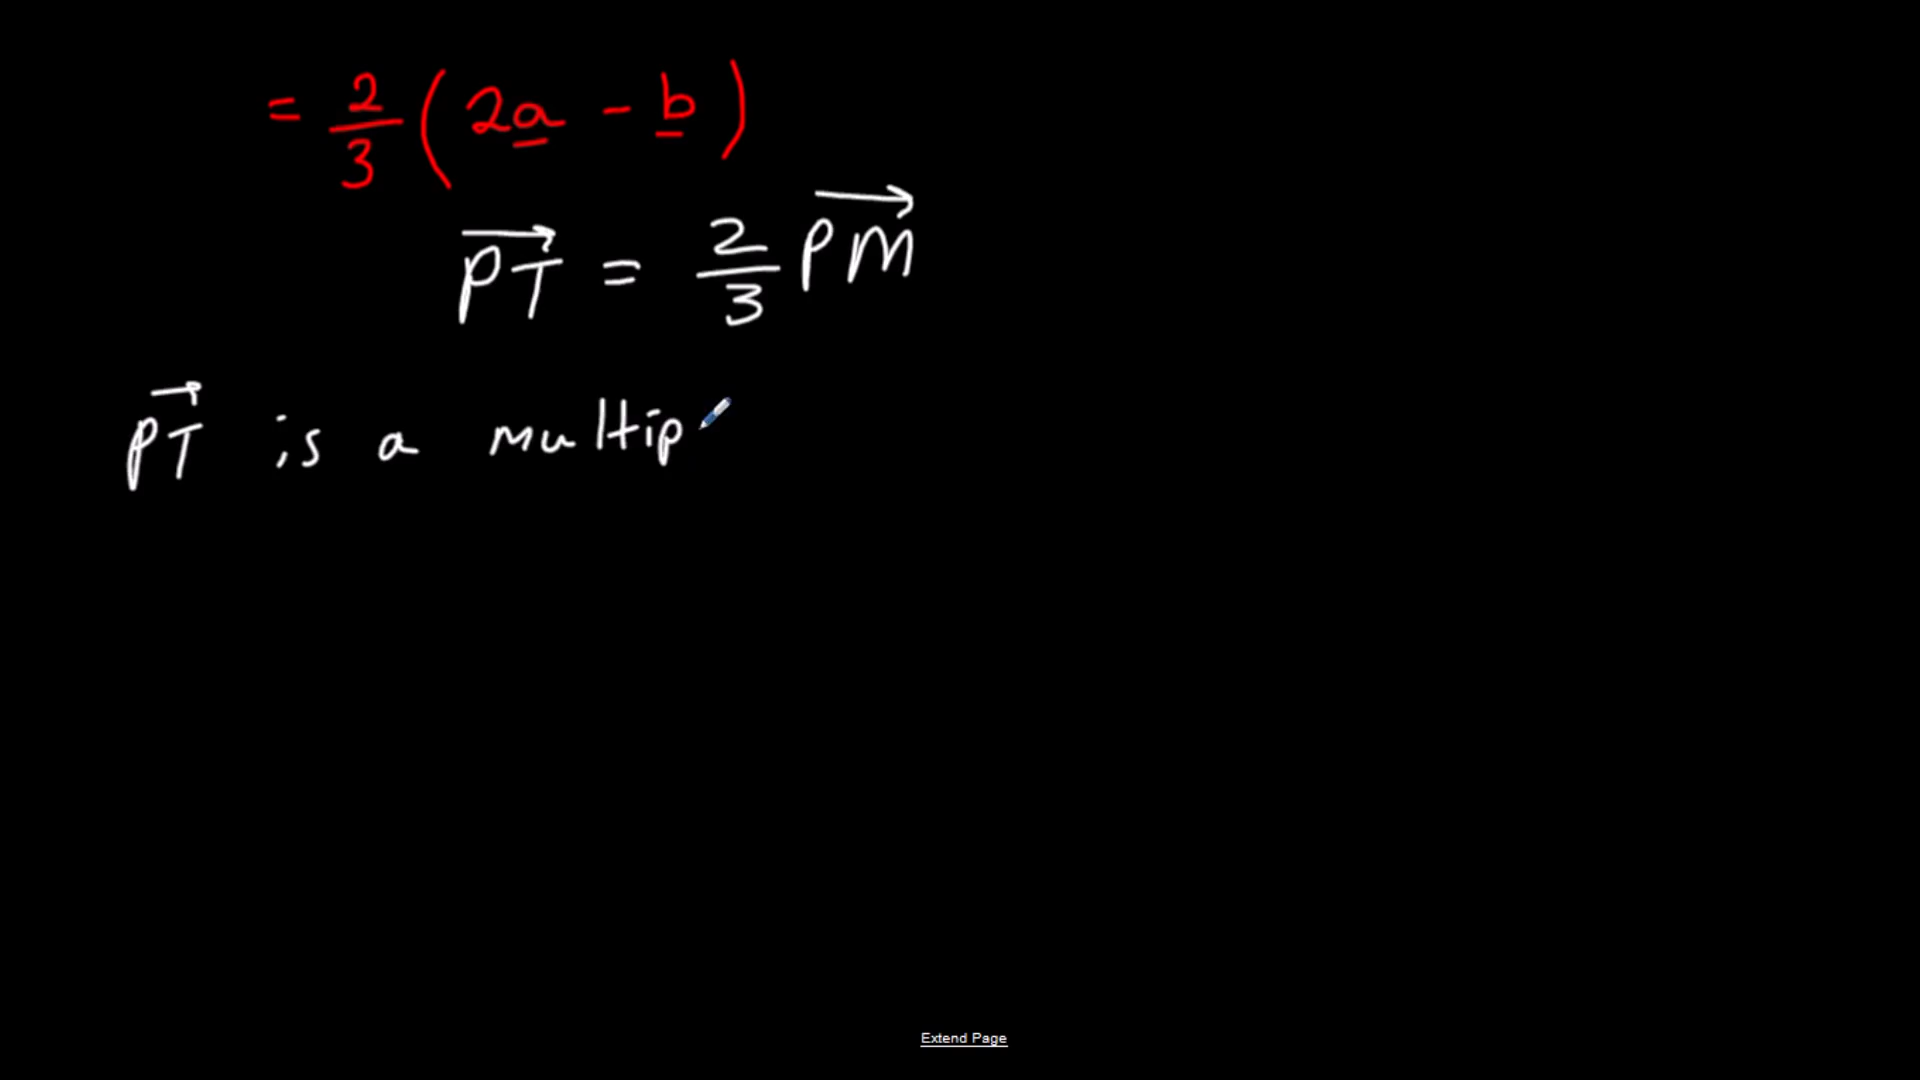 = 2/3 (2a - b)
PT = 2/3 PM
PT is a multip
Extend Page